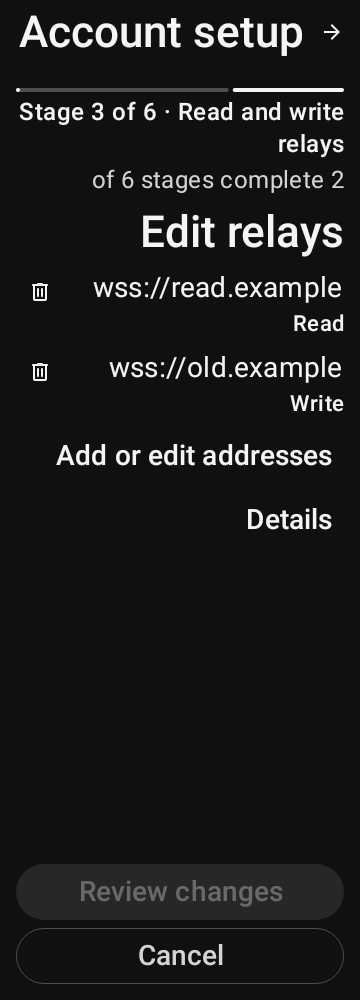 Account setup
Stage 3 of 6 · Read and write
relays
of 6 stages complete 2
Edit relays
wss://read.example
Read
wss://old.example
Write
Add or edit addresses
Details
Review changes
Cancel